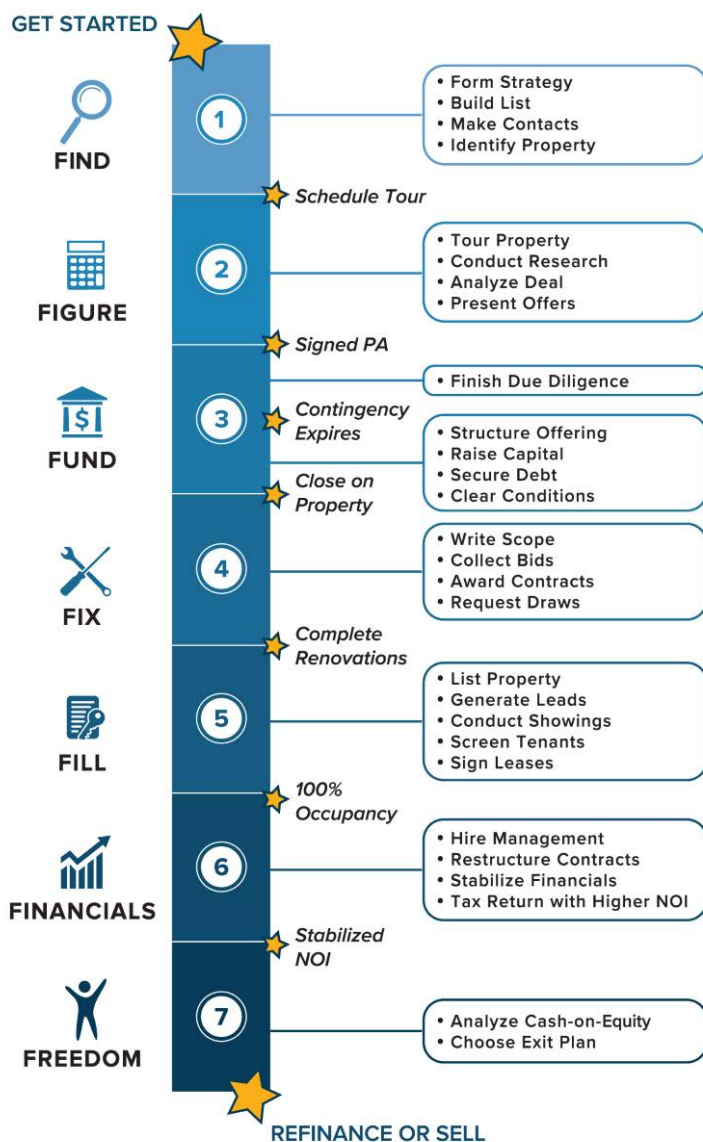 GET STARTED
1
FIND
• Form Strategy
• Build List
• Make Contacts
• Identify Property
Schedule Tour
2
FIGURE
• Tour Property
• Conduct Research
• Analyze Deal
• Present Offers
Signed PA
3
FUND
• Finish Due Diligence
Contingency
Expires
• Structure Offering
• Raise Capital
• Secure Debt
• Clear Conditions
Close on
Property
4
FIX
• Write Scope
• Collect Bids
• Award Contracts
• Request Draws
Complete
Renovations
5
FILL
• List Property
• Generate Leads
• Conduct Showings
• Screen Tenants
• Sign Leases
100%
Occupancy
6
FINANCIALS
• Hire Management
• Restructure Contracts
• Stabilize Financials
• Tax Return with Higher NOI
Stabilized
NOI
7
FREEDOM
• Analyze Cash-on-Equity
• Choose Exit Plan
REFINANCE OR SELL